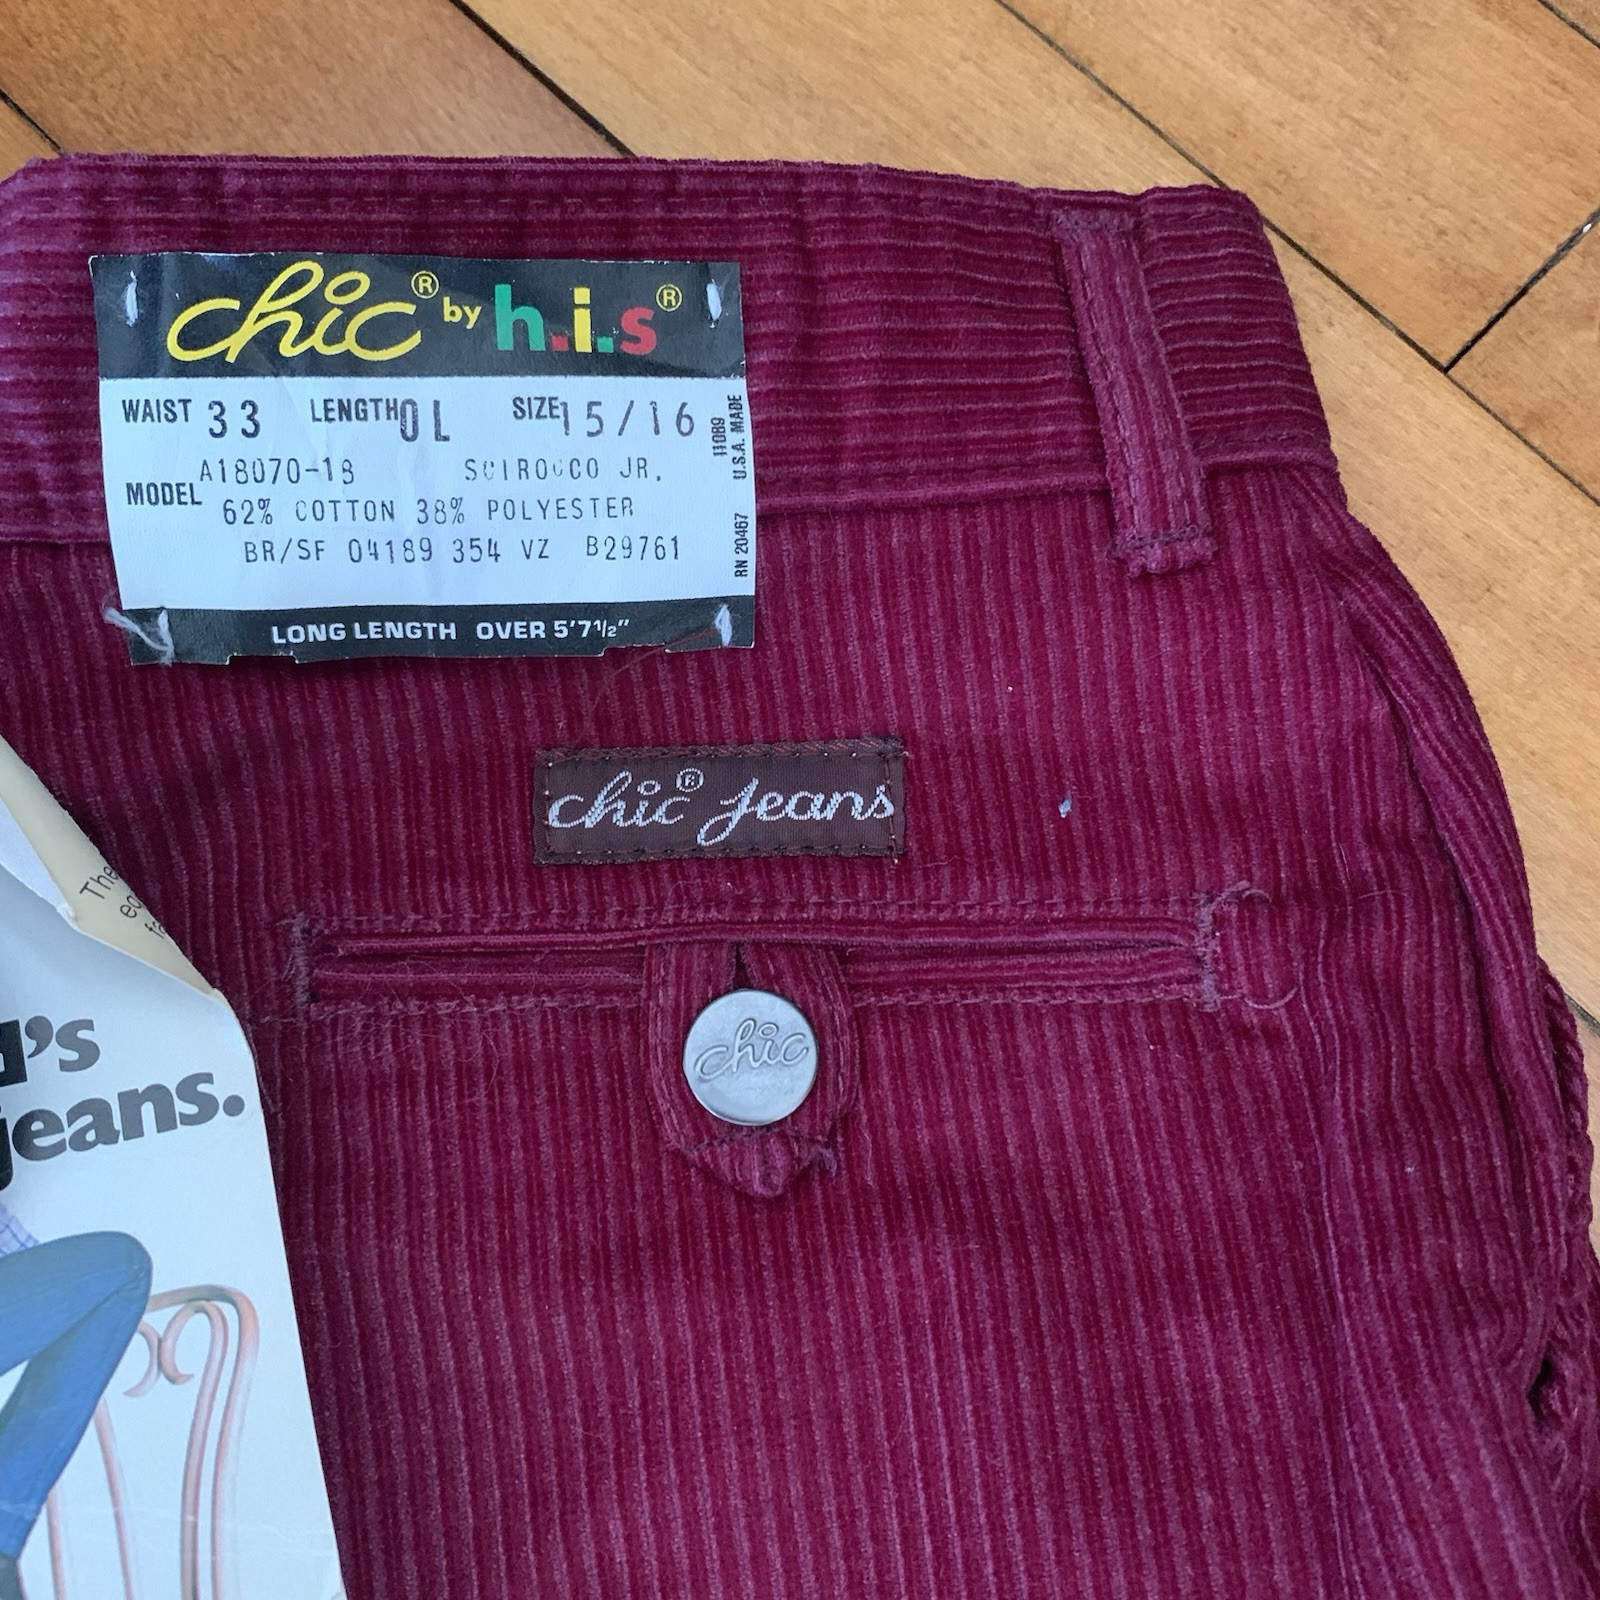 chic® by h.i.s®
WAIST 33 LENGTH 0L SIZE 15/16
A18070-18 SCIROCCO JR.
MODEL
62% COTTON 38% POLYESTER
BR/SF 04189 354 VZ B29761
RN 20467 U.S.A. MADE
11089
LONG LENGTH OVER 5'7½"
chic® jeans
chic
The
's
jeans.